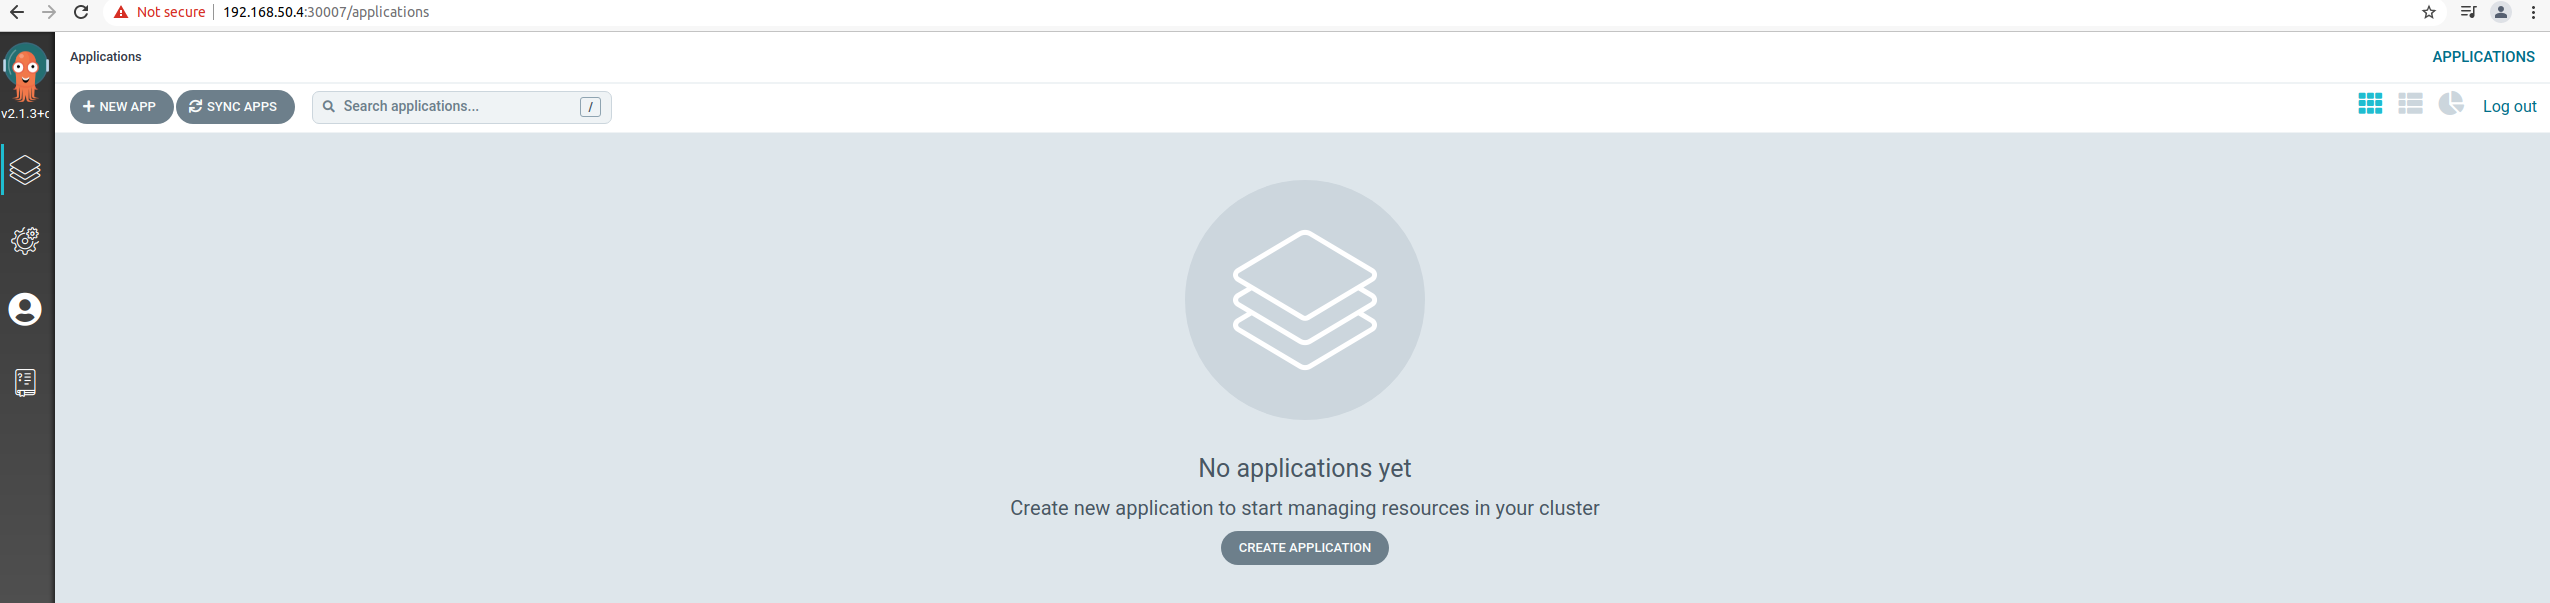 Not secure 192.168.50.4:30007/applications
v2.1.3+c
Applications
APPLICATIONS
NEW APP SYNC APPS Search applications... / Log out
No applications yet
Create new application to start managing resources in your cluster
CREATE APPLICATION